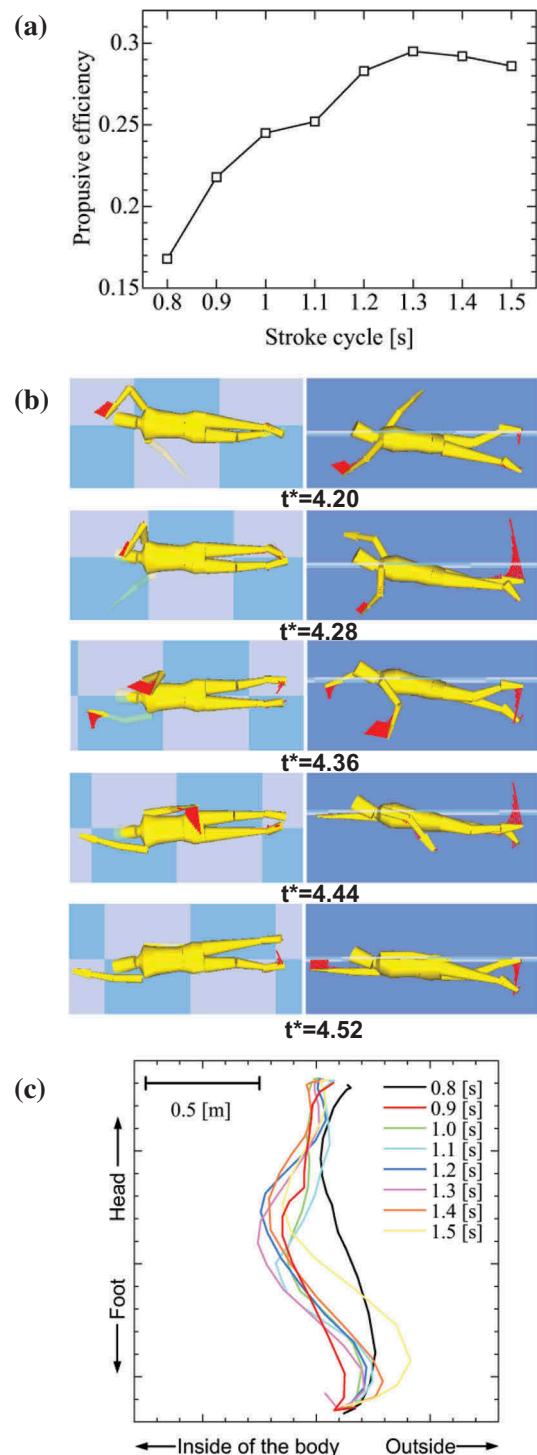 (a)
0.3
0.25
0.2
0.15
Propusive efficiency
0.8 0.9 1 1.1 1.2 1.3 1.4 1.5
Stroke cycle [s]
(b)
t*=4.20
t*=4.28
t*=4.36
t*=4.44
t*=4.52
(c)
0.5 [m]
0.8 [s]
0.9 [s]
1.0 [s]
1.1 [s]
1.2 [s]
1.3 [s]
1.4 [s]
1.5 [s]
Head
Foot
Inside of the body
Outside